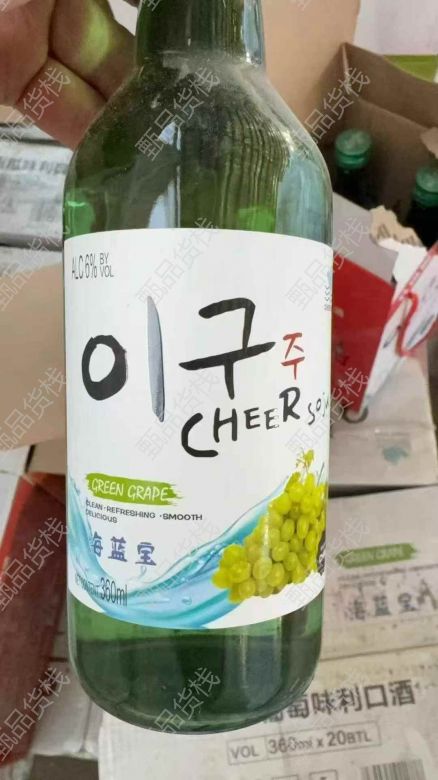 ALC 6% BY VOL
이구 주
CHEER
GREEN GRAPE
CLEAN·REFRESHING·SMOOTH
DELICIOUS
海蓝宝
360ml
GREEN GRAPE
海蓝宝
葡萄味利口酒
VOL 360ml x 20BTL
甄品货栈